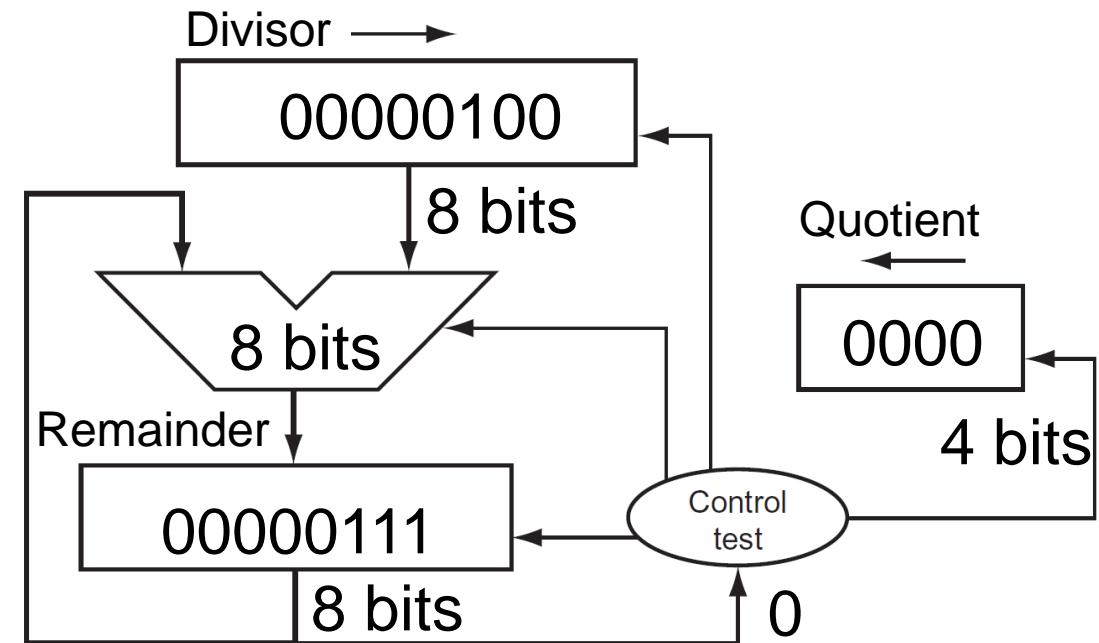 Divisor
00000100
8 bits
Quotient
8 bits
0000
Remainder
4 bits
Control
test
00000111
8 bits
0